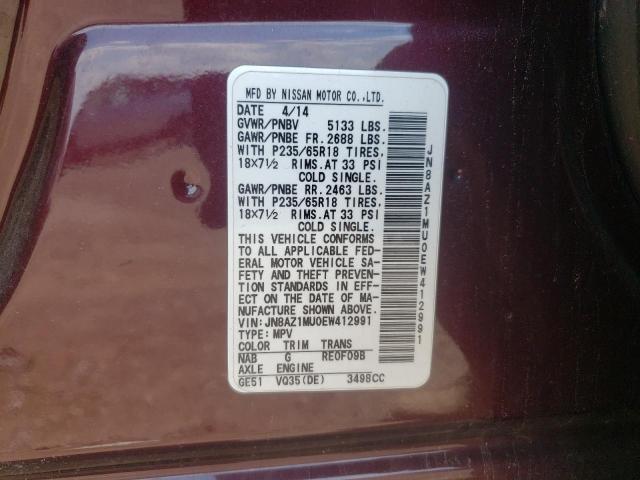 MFD BY NISSAN MOTOR CO.,LTD.
DATE 4/14
GVWR/PNBV 5133 LBS.
GAWR/PNBE FR. 2688 LBS.
WITH P235/65R18 TIRES,
18×7½ RIMS. AT 33 PSI
COLD SINGLE.
GAWR/PNBE RR. 2463 LBS.
WITH P235/65R18 TIRES,
18×7½ RIMS. AT 33 PSI
COLD SINGLE.
THIS VEHICLE CONFORMS
TO ALL APPLICABLE FED-
ERAL MOTOR VEHICLE SA-
FETY AND THEFT PREVEN-
TION STANDARDS IN EFF-
ECT ON THE DATE OF MA-
NUFACTURE SHOWN ABOVE.
VIN: JN8AZ1MU0EW412991
TYPE: MPV
COLOR TRIM TRANS
NAB G RE0F09B
AXLE ENGINE
GE51 VQ35(DE) 3498CC
JN8AZ1MU0EW412991